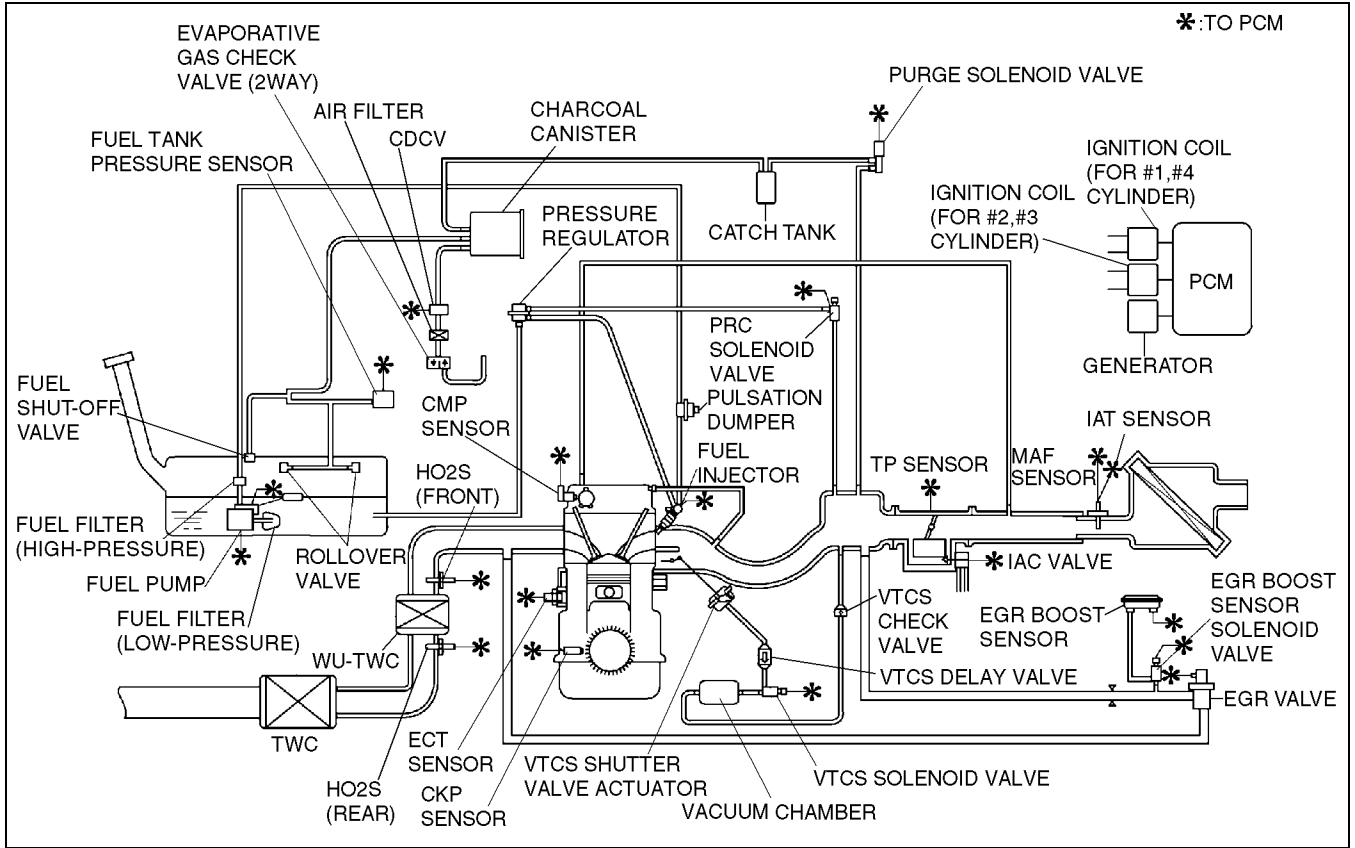 *:TO PCM
EVAPORATIVE
GAS CHECK
VALVE (2WAY)
PURGE SOLENOID VALVE
AIR FILTER
CHARCOAL
CANISTER
CDCV
FUEL TANK
PRESSURE SENSOR
IGNITION COIL
(FOR #1,#4
CYLINDER)
IGNITION COIL
(FOR #2,#3
CYLINDER)
PRESSURE
REGULATOR
CATCH TANK
PCM
GENERATOR
PRC
SOLENOID
VALVE
PULSATION
DUMPER
FUEL
SHUT-OFF
VALVE
CMP
SENSOR
IAT SENSOR
FUEL
INJECTOR
TP SENSOR
MAF
SENSOR
HO2S
(FRONT)
FUEL FILTER
(HIGH-PRESSURE)
ROLLOVER
VALVE
IAC VALVE
FUEL PUMP
FUEL FILTER
(LOW-PRESSURE)
EGR BOOST
SENSOR
SOLENOID
VALVE
EGR BOOST
SENSOR
VTCS
CHECK
VALVE
WU-TWC
VTCS DELAY VALVE
EGR VALVE
TWC
ECT
SENSOR
VTCS SHUTTER
VALVE ACTUATOR
VTCS SOLENOID VALVE
HO2S
(REAR)
CKP
SENSOR
VACUUM CHAMBER